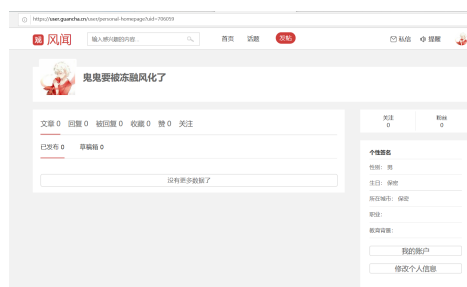 https://user.guancha.cn/user/personal-homepage?uid=706059
观 风闻 输入感兴趣的内容... 首页 话题 发帖 私信 提醒
鬼鬼要被冻融风化了
文章 0 回复 0 被回复 0 收藏 0 赞 0 关注
已发布 0 草稿箱 0
没有更多数据了
关注 粉丝
0 0
个性签名
性别: 男
生日: 保密
所在城市: 保密
职业:
教育背景:
我的账户
修改个人信息